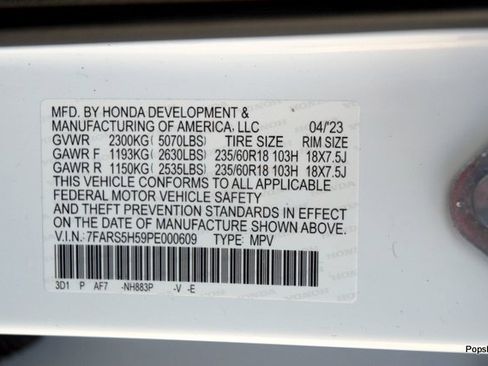 MFD. BY HONDA DEVELOPMENT &
MANUFACTURING OF AMERICA, LLC 04/'23
GVWR 2300KG ( 5070LBS) TIRE SIZE RIM SIZE
GAWR F 1193KG ( 2630LBS) 235/60R18 103H 18X7.5J
GAWR R 1150KG ( 2535LBS) 235/60R18 103H 18X7.5J
THIS VEHICLE CONFORMS TO ALL APPLICABLE
FEDERAL MOTOR VEHICLE SAFETY
AND THEFT PREVENTION STANDARDS IN EFFECT
ON THE DATE OF MANUFACTURE SHOWN ABOVE.
V.I.N.:7FARS5H59PE000609 TYPE: MPV
3D1 P AF7 -NH883P -V -E